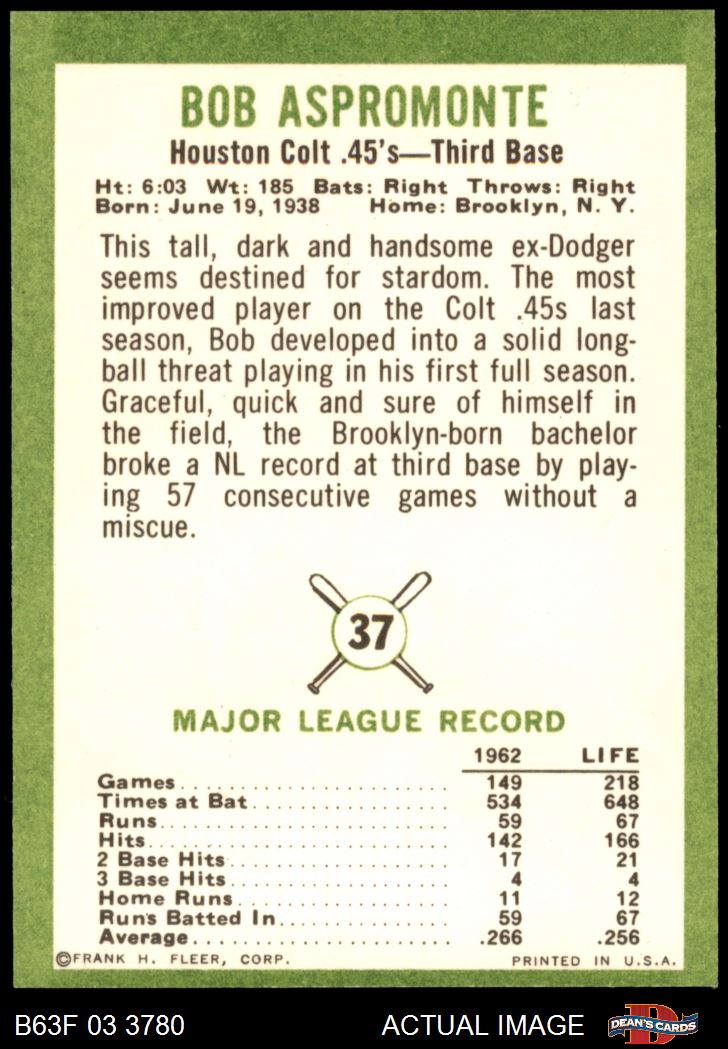 BOB ASPROMONTE
Houston Colt .45's—Third Base
Ht: 6:03 Wt: 185 Bats: Right Throws: Right
Born: June 19, 1938 Home: Brooklyn, N. Y.
This tall, dark and handsome ex-Dodger
seems destined for stardom. The most
improved player on the Colt .45s last
season, Bob developed into a solid long-
ball threat playing in his first full season.
Graceful, quick and sure of himself in
the field, the Brooklyn-born bachelor
broke a NL record at third base by play-
ing 57 consecutive games without a
miscue.
37
MAJOR LEAGUE RECORD
1962 LIFE
Games 149 218
Times at Bat 534 648
Runs 59 67
Hits 142 166
2 Base Hits 17 21
3 Base Hits 4 4
Home Runs 11 12
Runs Batted In 59 67
Average .266 .256
©FRANK H. FLEER, CORP. PRINTED IN U.S.A.
B63F 03 3780 ACTUAL IMAGE D DEAN'S CARDS